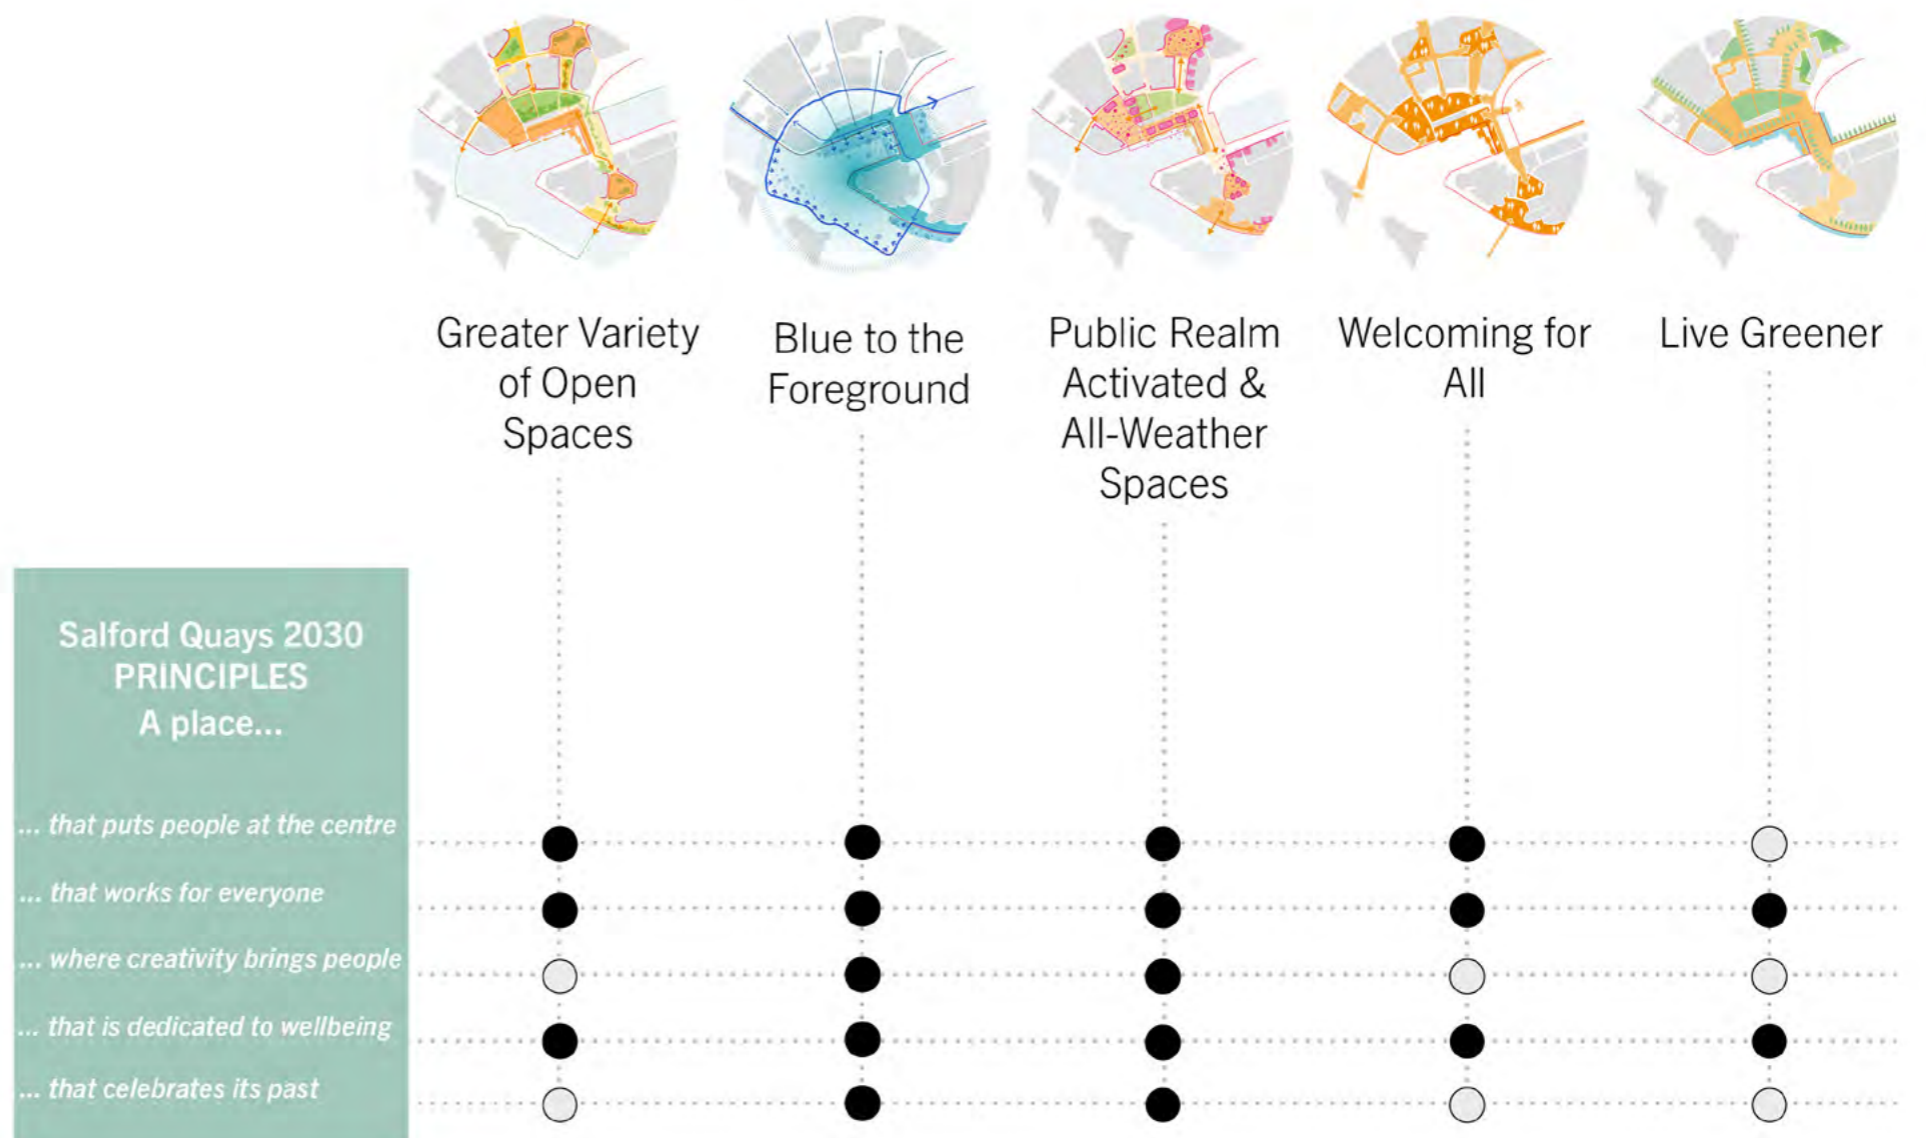 Greater Variety
of Open
Spaces
Blue to the
Foreground
Public Realm
Activated &
All-Weather
Spaces
Welcoming for
All
Live Greener
Salford Quays 2030
PRINCIPLES
A place...
... that puts people at the centre
... that works for everyone
... where creativity brings people
... that is dedicated to wellbeing
... that celebrates its past